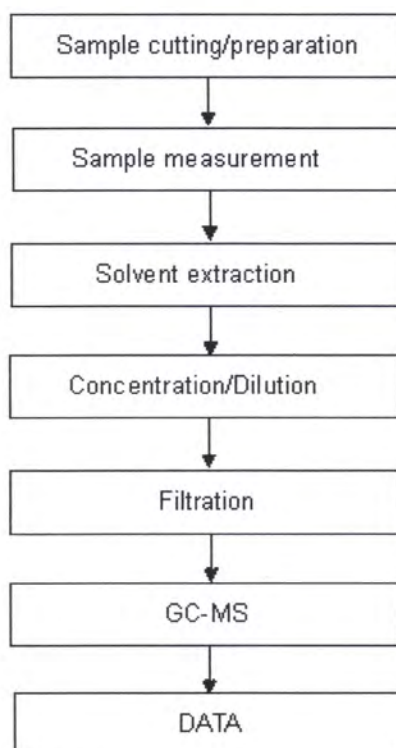 Sample cutting/preparation
Sample measurement
Solvent extraction
Concentration/Dilution
Filtration
GC-MS
DATA